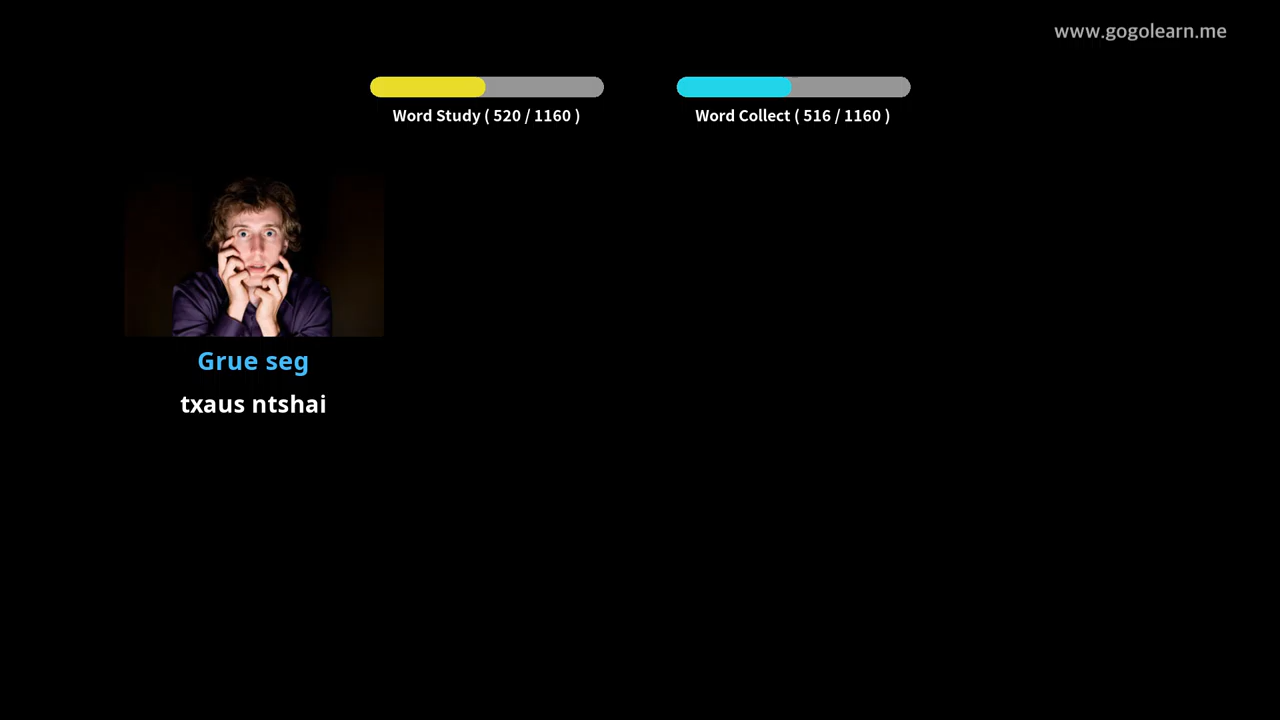 www.gogolearn.me
Word Study ( 520 / 1160 )
Word Collect ( 516 / 1160 )
Grue seg
txaus ntshai